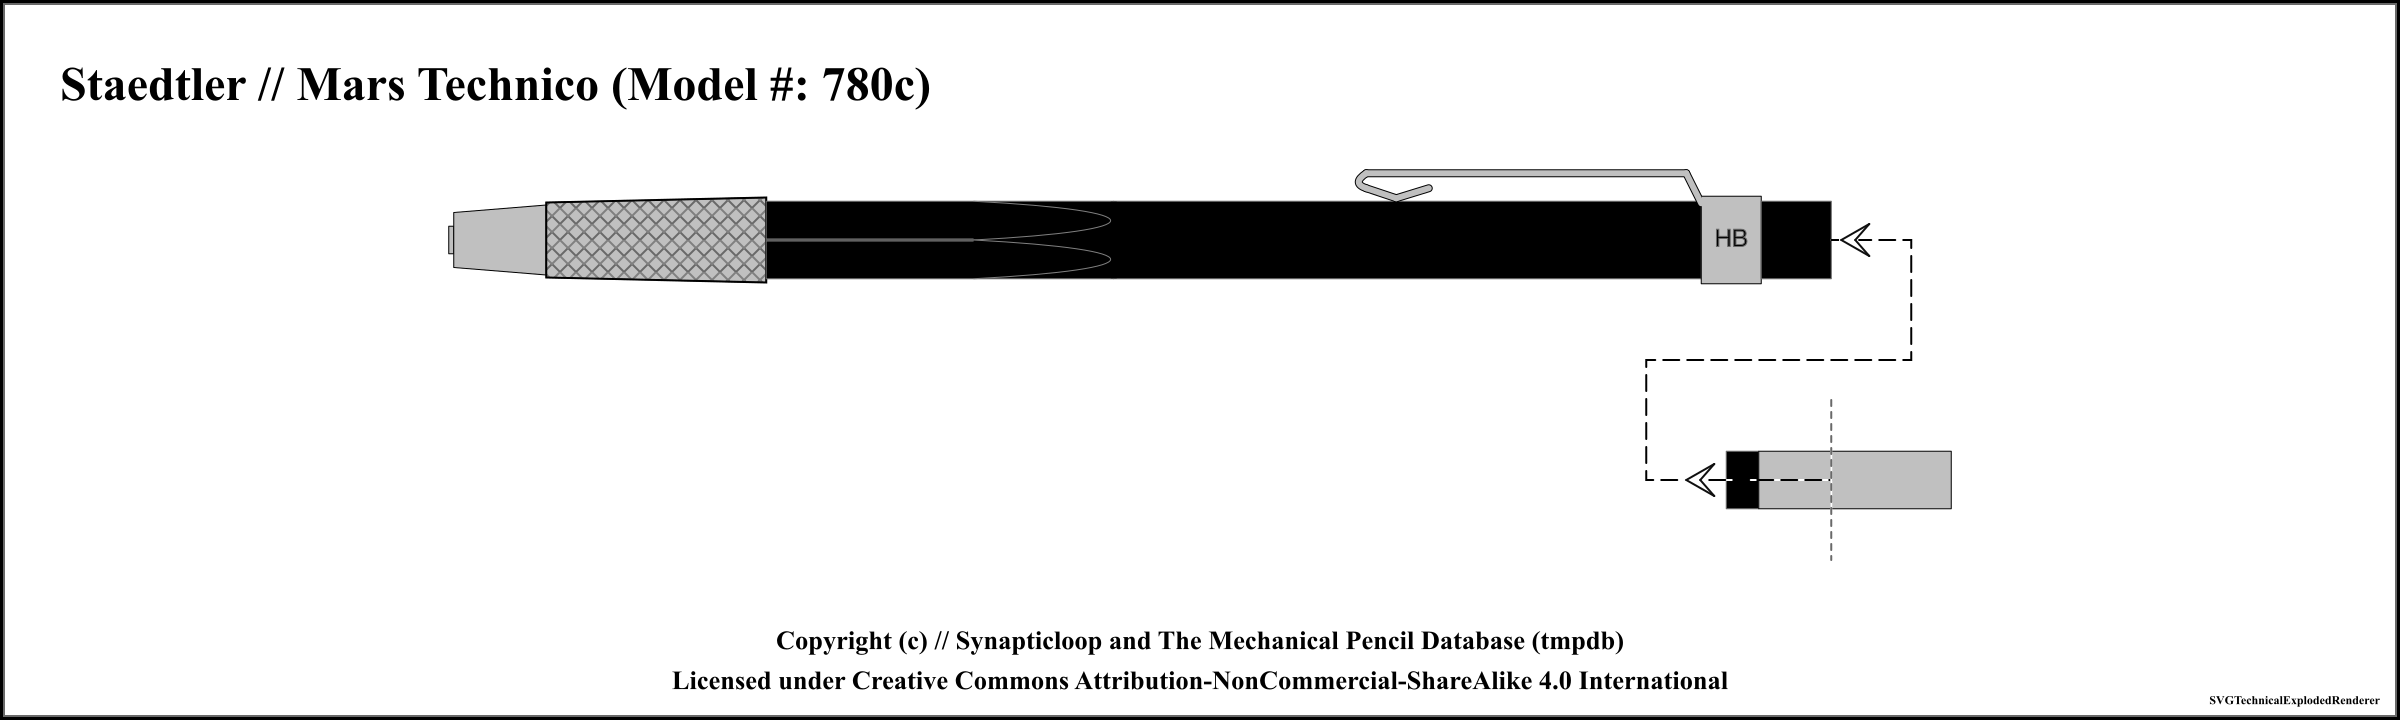 Staedtler // Mars Technico (Model #: 780c)
HB
Copyright (c) // Synapticloop and The Mechanical Pencil Database (tmpdb)
Licensed under Creative Commons Attribution-NonCommercial-ShareAlike 4.0 International
SVGTechnicalExplodedRenderer